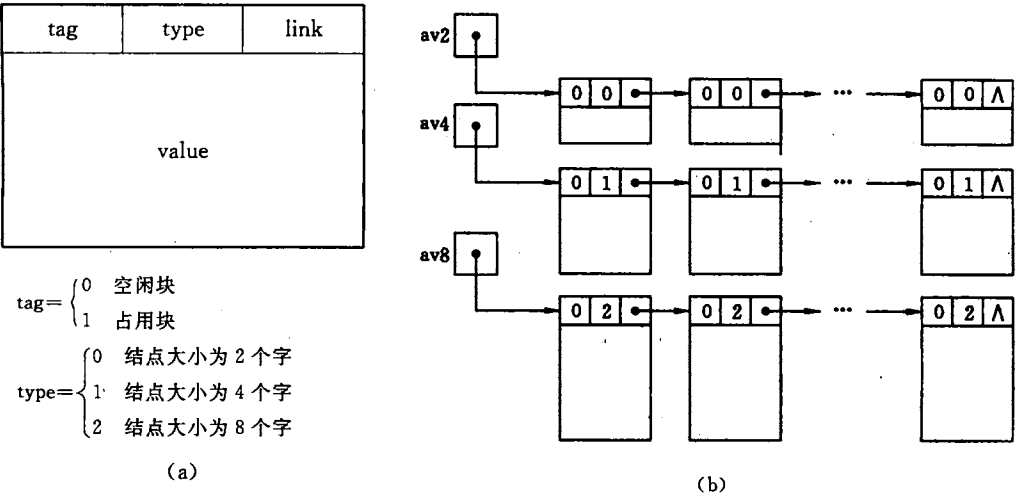 tag type link
value
tag= 0 空闲块
1 占用块
type= 0 结点大小为 2 个字
1 结点大小为 4 个字
2 结点大小为 8 个字
(a)
av2
0 0 0 0 ··· 0 0 Λ
av4
0 1 0 1 ··· 0 1 Λ
av8
0 2 0 2 ··· 0 2 Λ
(b)